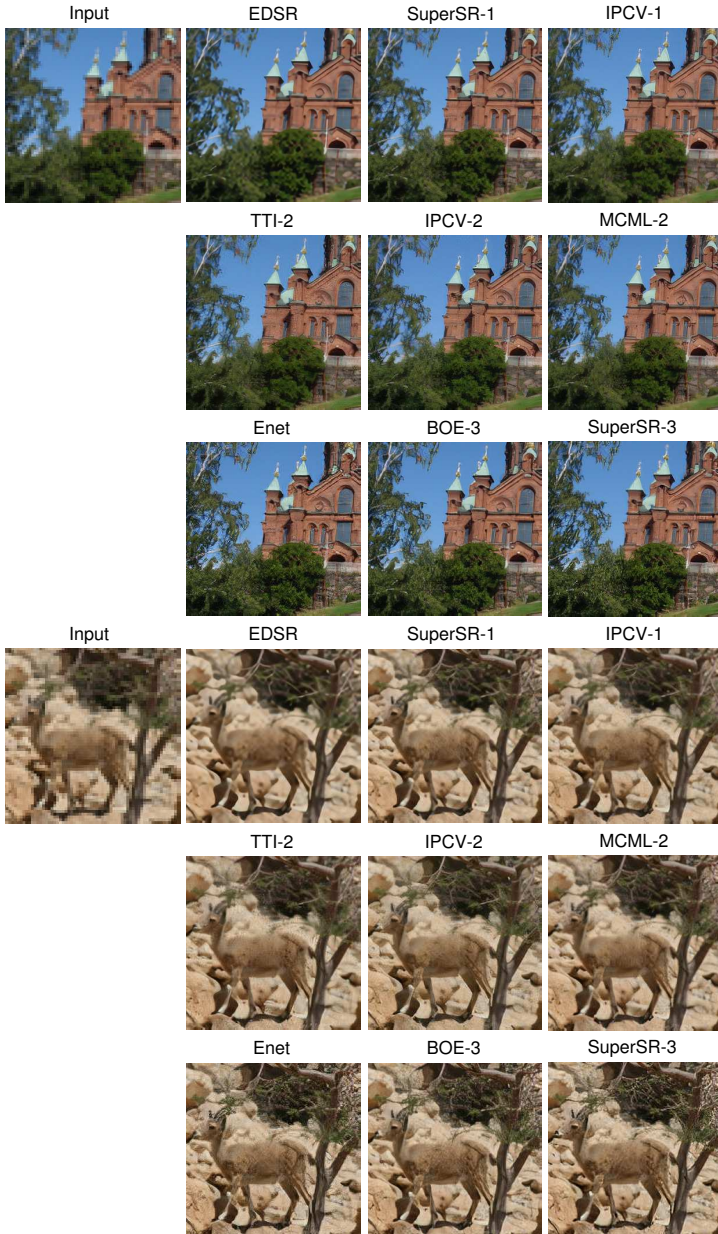 Input EDSR SuperSR-1 IPCV-1
TTI-2 IPCV-2 MCML-2
Enet BOE-3 SuperSR-3
Input EDSR SuperSR-1 IPCV-1
TTI-2 IPCV-2 MCML-2
Enet BOE-3 SuperSR-3